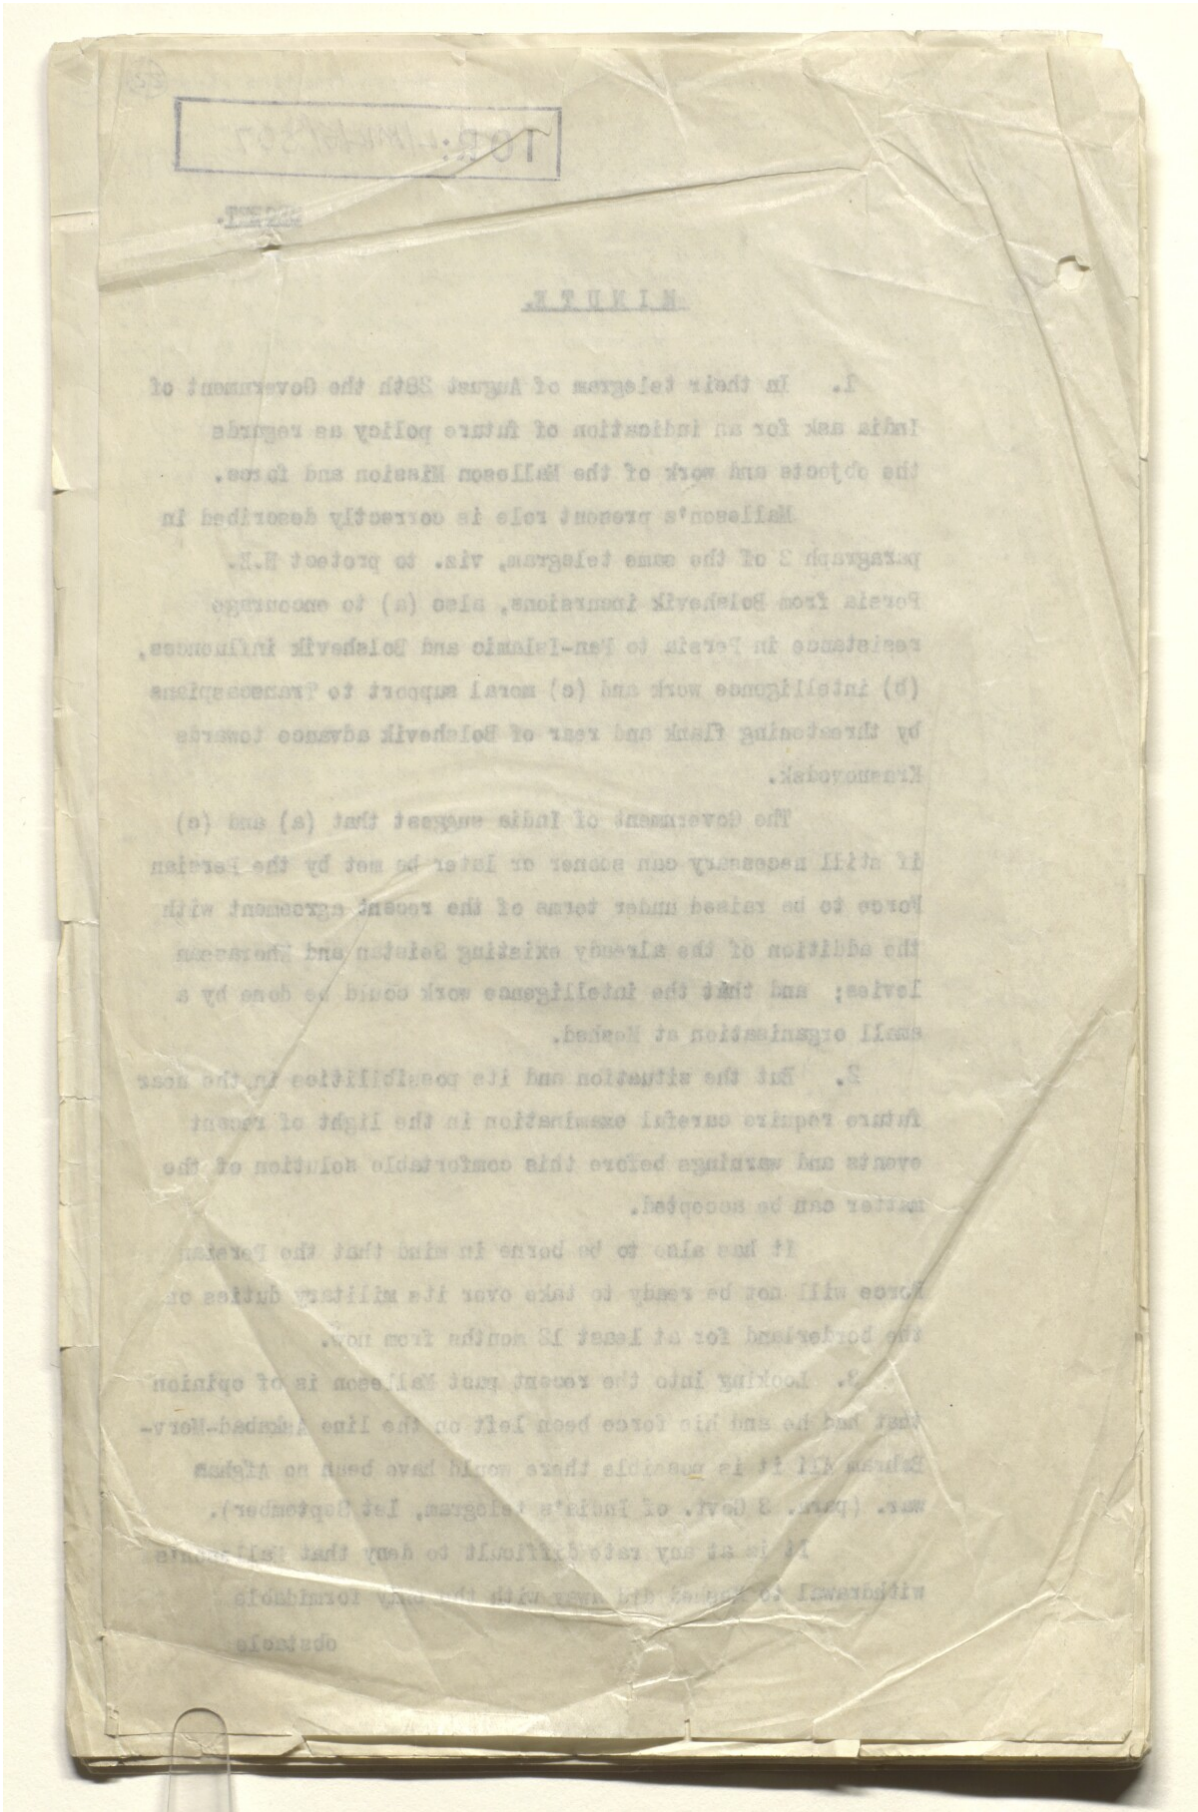 IOR: L/MIL/5/807
SECRET.
MINUTE.
1. In their telegram of August 28th the Government of
India ask for an indication of future policy as regards
the objects and work of the Malleson Mission and force.
Malleson's present role is correctly described in
paragraph 3 of the same telegram, viz. to protect N.E.
Persia from Bolshevik incursions, also (a) to encourage
resistance in Persia to Pan-Islamic and Bolshevik influences,
(b) intelligence work and (c) moral support to Transcaspians
by threatening flank and rear of Bolshevik advance towards
Krasnovodsk.
The Government of India suggest that (a) and (c)
if still necessary can sooner or later be met by the Persian
Force to be raised under terms of the recent agreement with
the addition of the already existing Seistan and Khorassan
levies; and that the intelligence work could be done by a
small organisation at Meshed.
2. But the situation and its possibilities in the near
future require careful examination in the light of recent
events and warnings before this comfortable solution of the
matter can be accepted.
It has also to be borne in mind that the Persian
Force will not be ready to take over its military duties on
the borderland for at least 12 months from now.
3. Looking into the recent past Malleson is of opinion
that had he and his force been left on the line Askabad-Merv-
Bahram Ali it is possible there would have been no Afghan
war. (para. 3 Govt. of India's telegram, 1st September).
It is at any rate difficult to deny that Malleson's
withdrawal to Meshed did away with the only formidable
obstacle